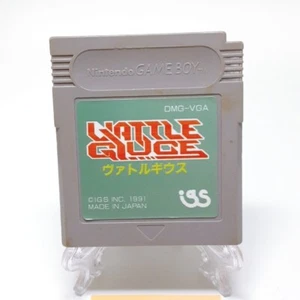 Nintendo GAME BOY
DMG-VGA
VATTLE
GIUCE
ヴァトルギウス
©IGS INC. 1991
MADE IN JAPAN
igs